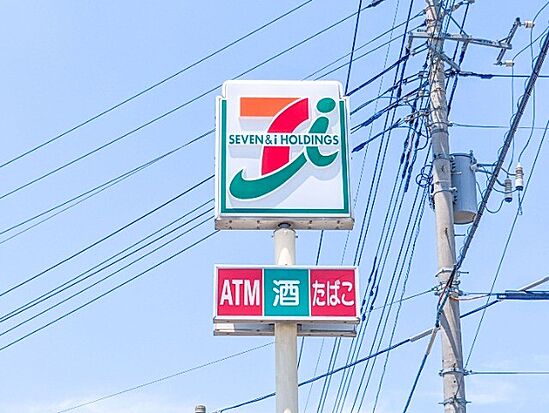 SEVEN & i HOLDINGS
ATM 酒 たばこ